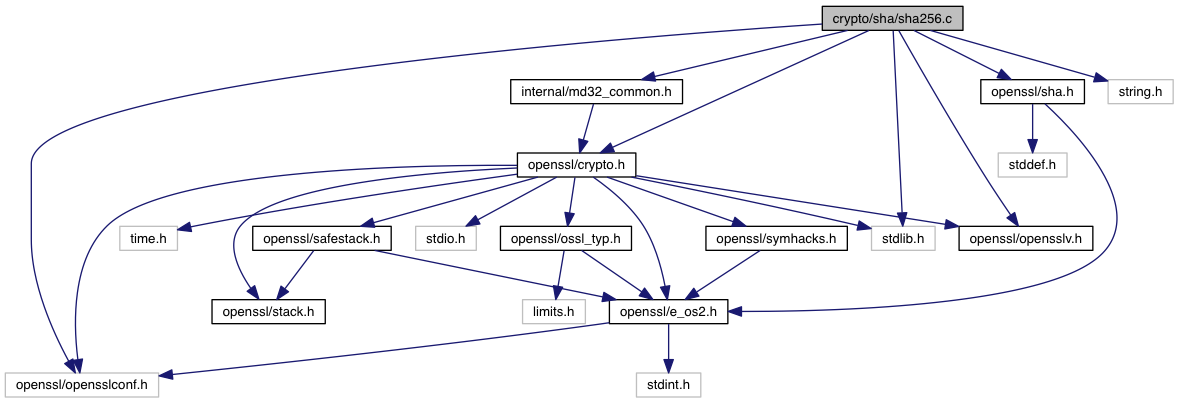 crypto/sha/sha256.c
internal/md32_common.h
openssl/sha.h
string.h
openssl/crypto.h
stddef.h
time.h
openssl/safestack.h
stdio.h
openssl/ossl_typ.h
openssl/symhacks.h
stdlib.h
openssl/opensslv.h
openssl/stack.h
limits.h
openssl/e_os2.h
openssl/opensslconf.h
stdint.h